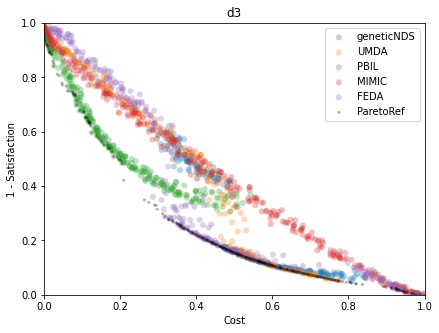 d3
geneticNDS
UMDA
PBIL
MIMIC
FEDA
ParetoRef
1 - Satisfaction
1.0
0.8
0.6
0.4
0.2
0.0
0.0 0.2 0.4 0.6 0.8 1.0
Cost